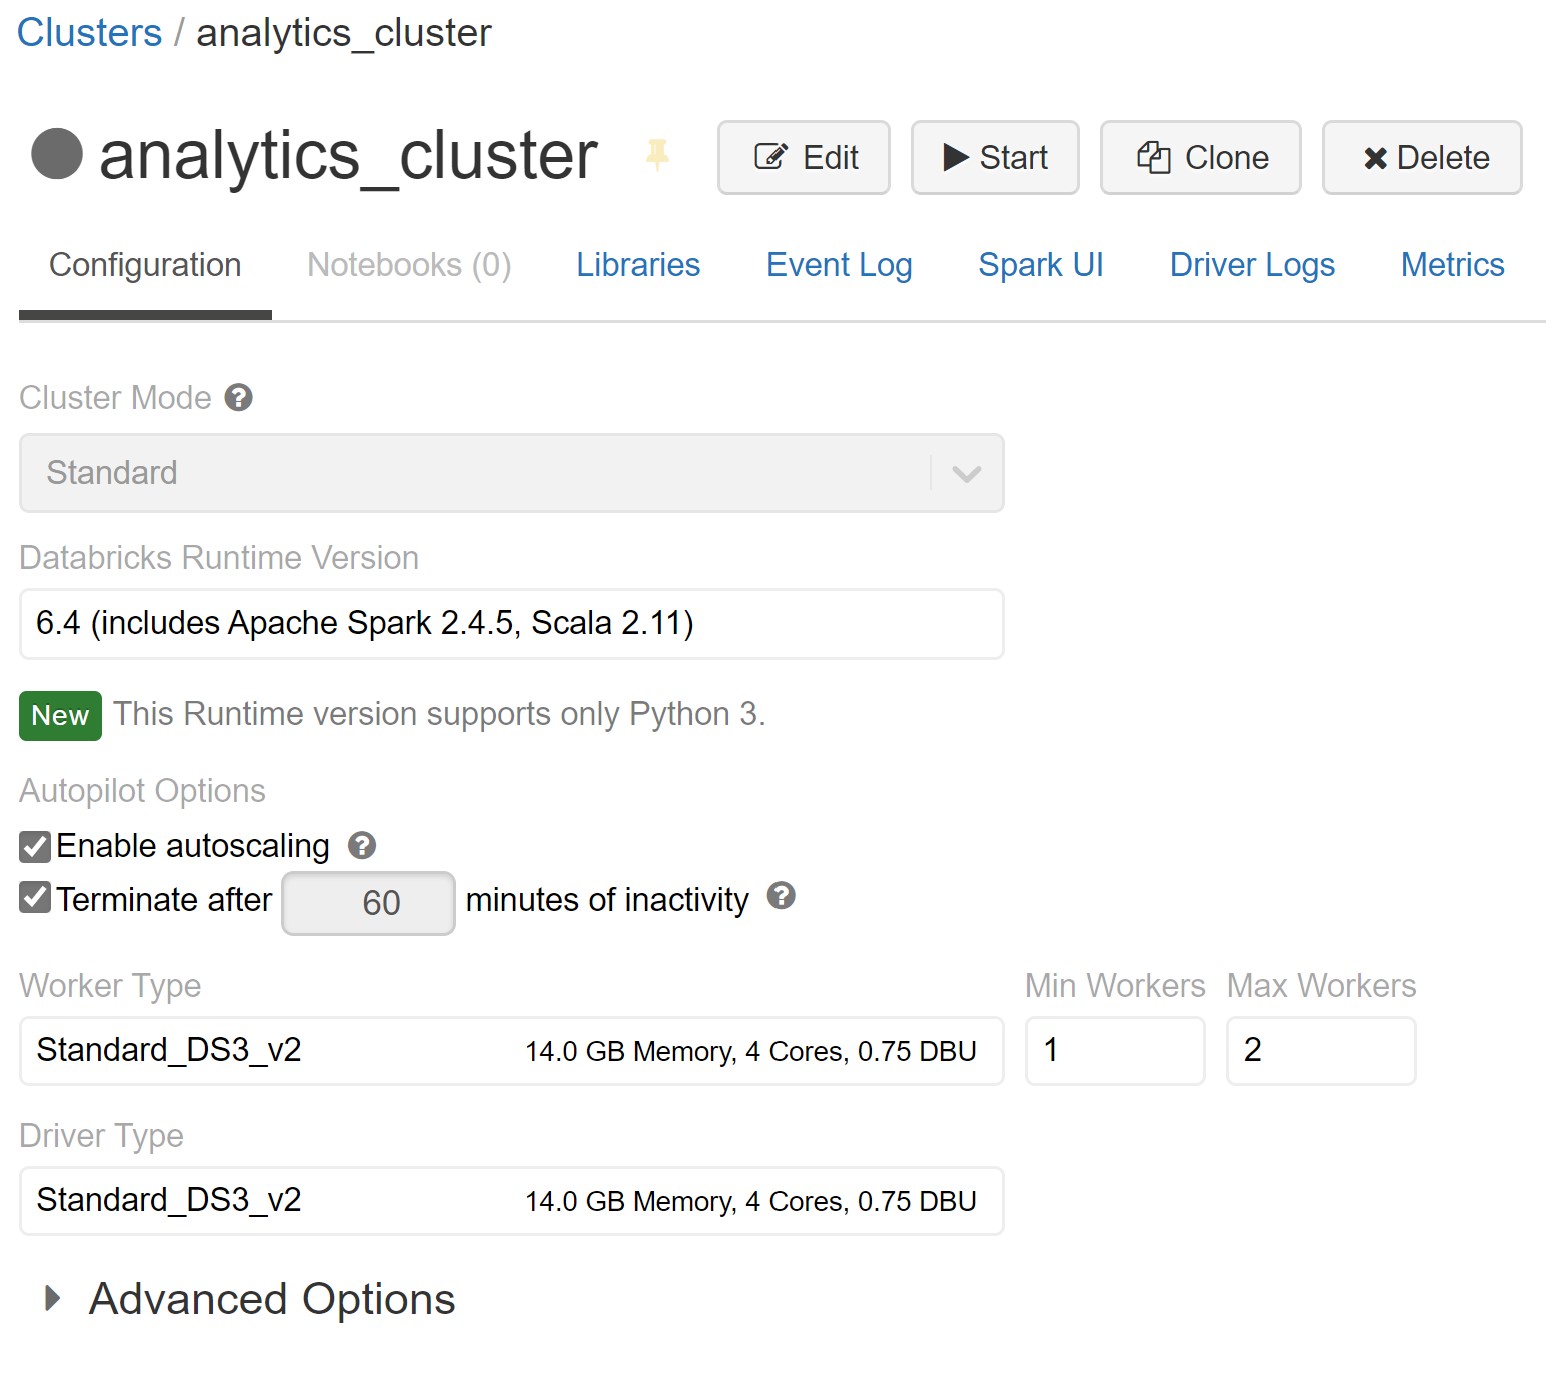 Clusters / analytics_cluster
analytics_cluster Edit Start Clone Delete
Configuration Notebooks (0) Libraries Event Log Spark UI Driver Logs Metrics
Cluster Mode ?
Standard
Databricks Runtime Version
6.4 (includes Apache Spark 2.4.5, Scala 2.11)
New This Runtime version supports only Python 3.
Autopilot Options
Enable autoscaling ?
Terminate after 60 minutes of inactivity ?
Worker Type Min Workers Max Workers
Standard_DS3_v2 14.0 GB Memory, 4 Cores, 0.75 DBU 1 2
Driver Type
Standard_DS3_v2 14.0 GB Memory, 4 Cores, 0.75 DBU
Advanced Options